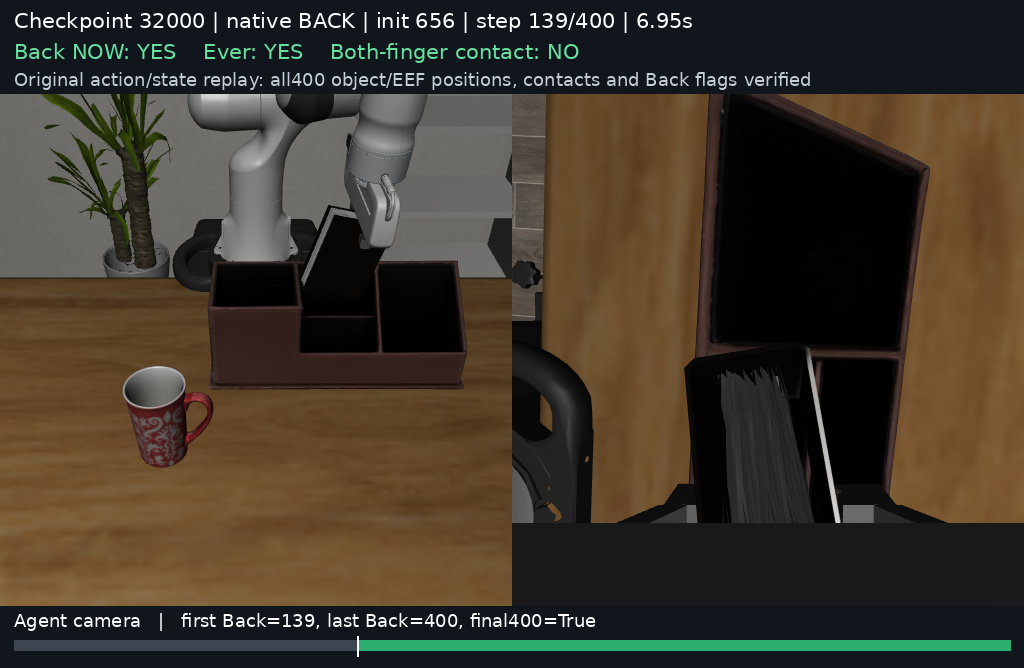 Checkpoint 32000 | native BACK | init 656 | step 139/400 | 6.95s
Back NOW: YES    Ever: YES    Both-finger contact: NO
Original action/state replay: all400 object/EEF positions, contacts and Back flags verified
Agent camera   |   first Back=139, last Back=400, final400=True